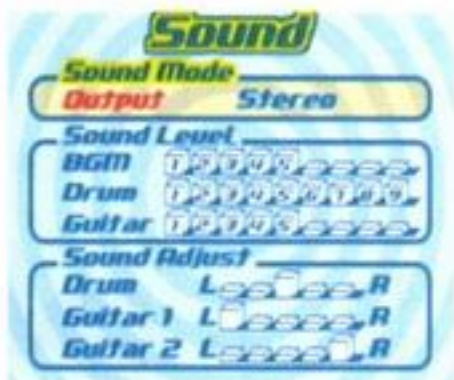 Sound
Sound Mode
Output Stereo
Sound Level
BGM 1 2 3 4 5
Drum 1 2 3 4 5 6 7 8 9
Guitar 1 2 3 4 5
Sound Adjust
Drum L R
Guitar 1 L R
Guitar 2 L R